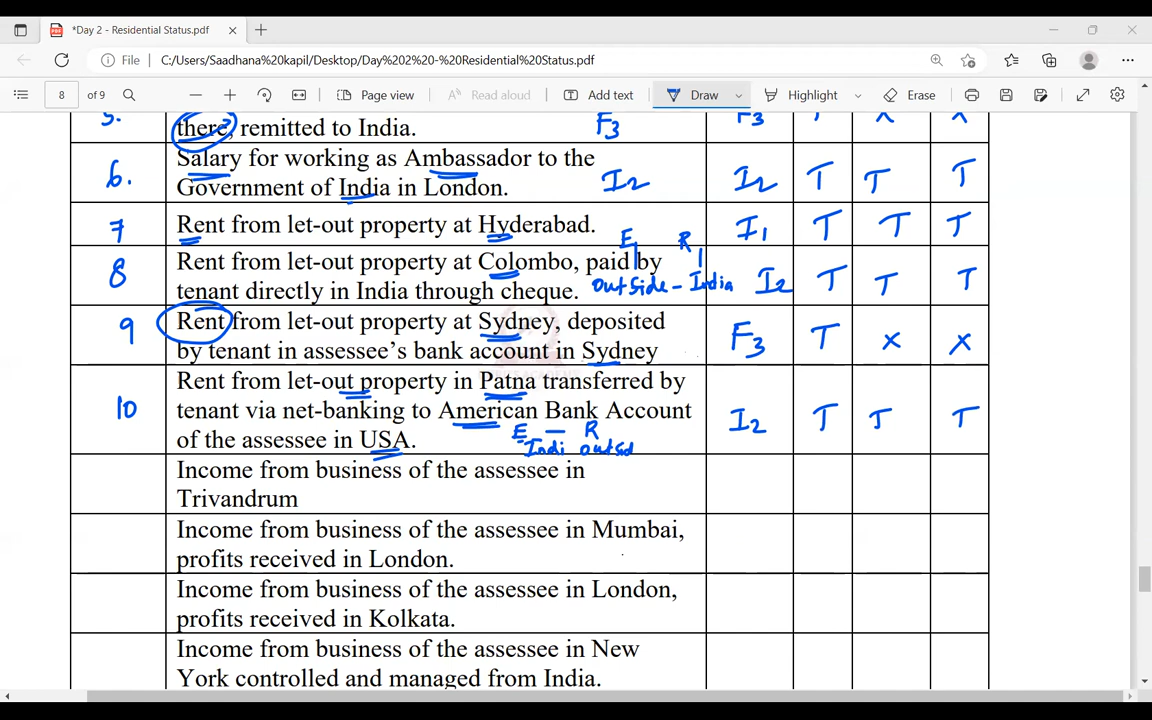 *Day 2 - Residential Status.pdf
File C:/Users/Saadhana%20kapil/Desktop/Day%202%20-%20Residential%20Status.pdf
8 of 9 Page view Read aloud Add text Draw Highlight Erase
5. there, remitted to India. F3 F3 T X X
6. Salary for working as Ambassador to the
Government of India in London. I2 I2 T T T
7 Rent from let-out property at Hyderabad. I1 T T T
E R
8 Rent from let-out property at Colombo, paid by
tenant directly in India through cheque. Outside - India I2 T T T
9 Rent from let-out property at Sydney, deposited
by tenant in assessee's bank account in Sydney F3 T X X
10 Rent from let-out property in Patna transferred by
tenant via net-banking to American Bank Account I2 T T T
of the assessee in USA. E — R
Indi outsid
Income from business of the assessee in
Trivandrum
Income from business of the assessee in Mumbai,
profits received in London.
Income from business of the assessee in London,
profits received in Kolkata.
Income from business of the assessee in New
York controlled and managed from India.